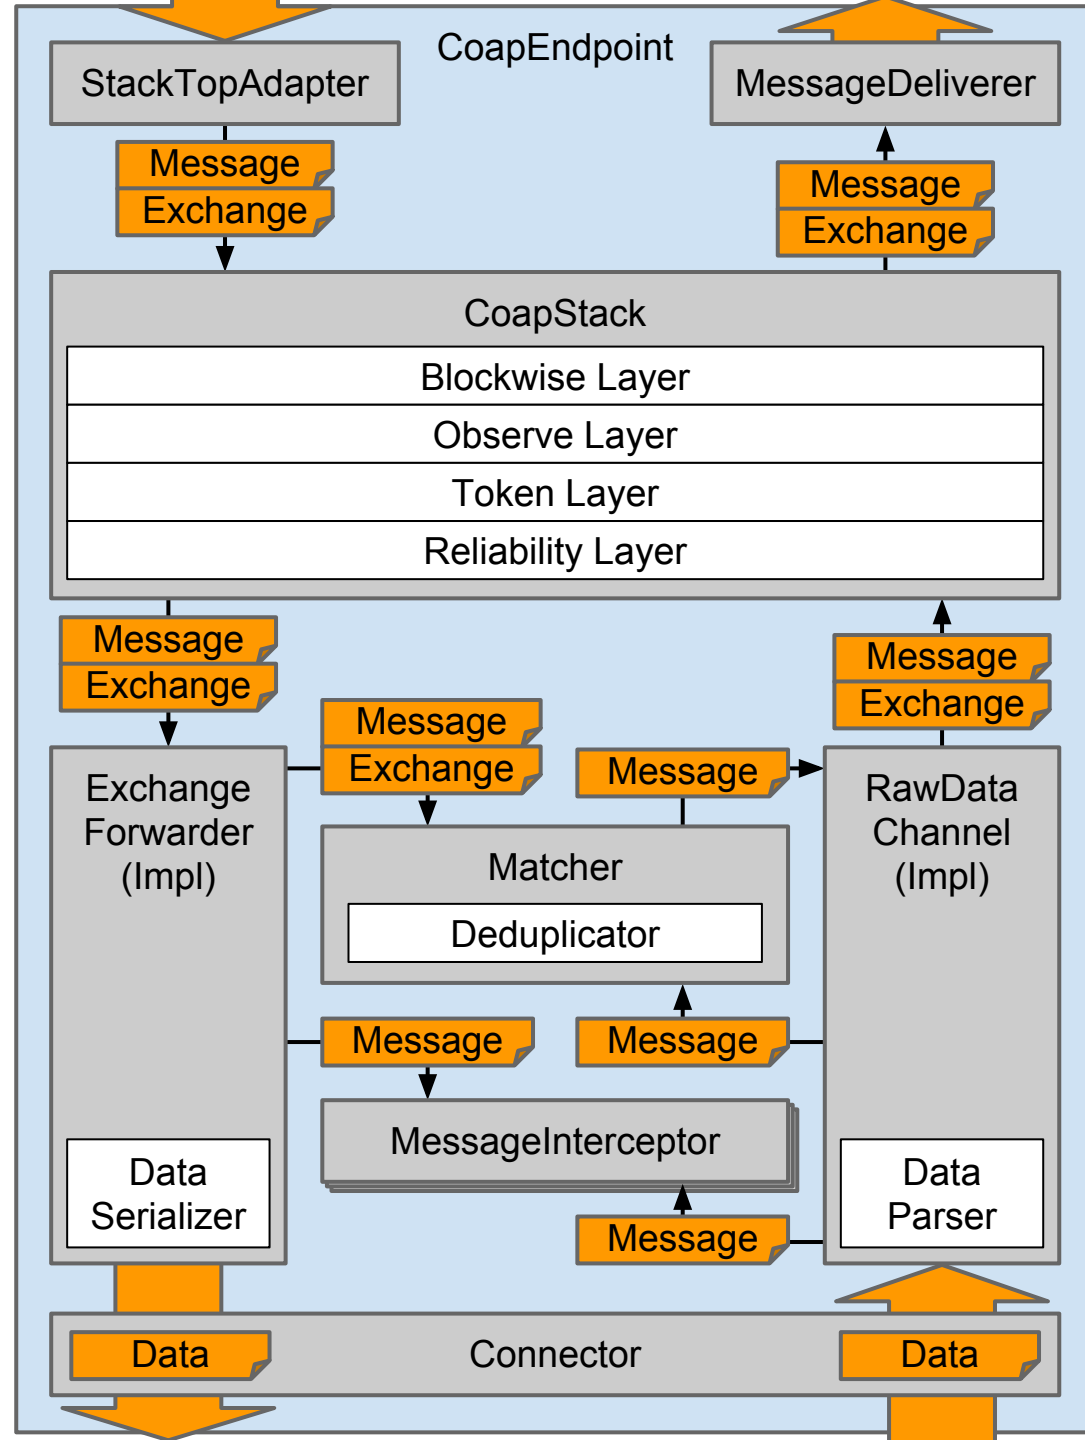 CoapEndpoint
StackTopAdapter
MessageDeliverer
Message
Exchange
Message
Exchange
CoapStack
Blockwise Layer
Observe Layer
Token Layer
Reliability Layer
Message
Exchange
Message
Exchange
Message
Exchange
Message
Exchange
Forwarder
(Impl)
RawData
Channel
(Impl)
Matcher
Deduplicator
Message
Message
MessageInterceptor
Data
Serializer
Message
Data
Parser
Data
Connector
Data